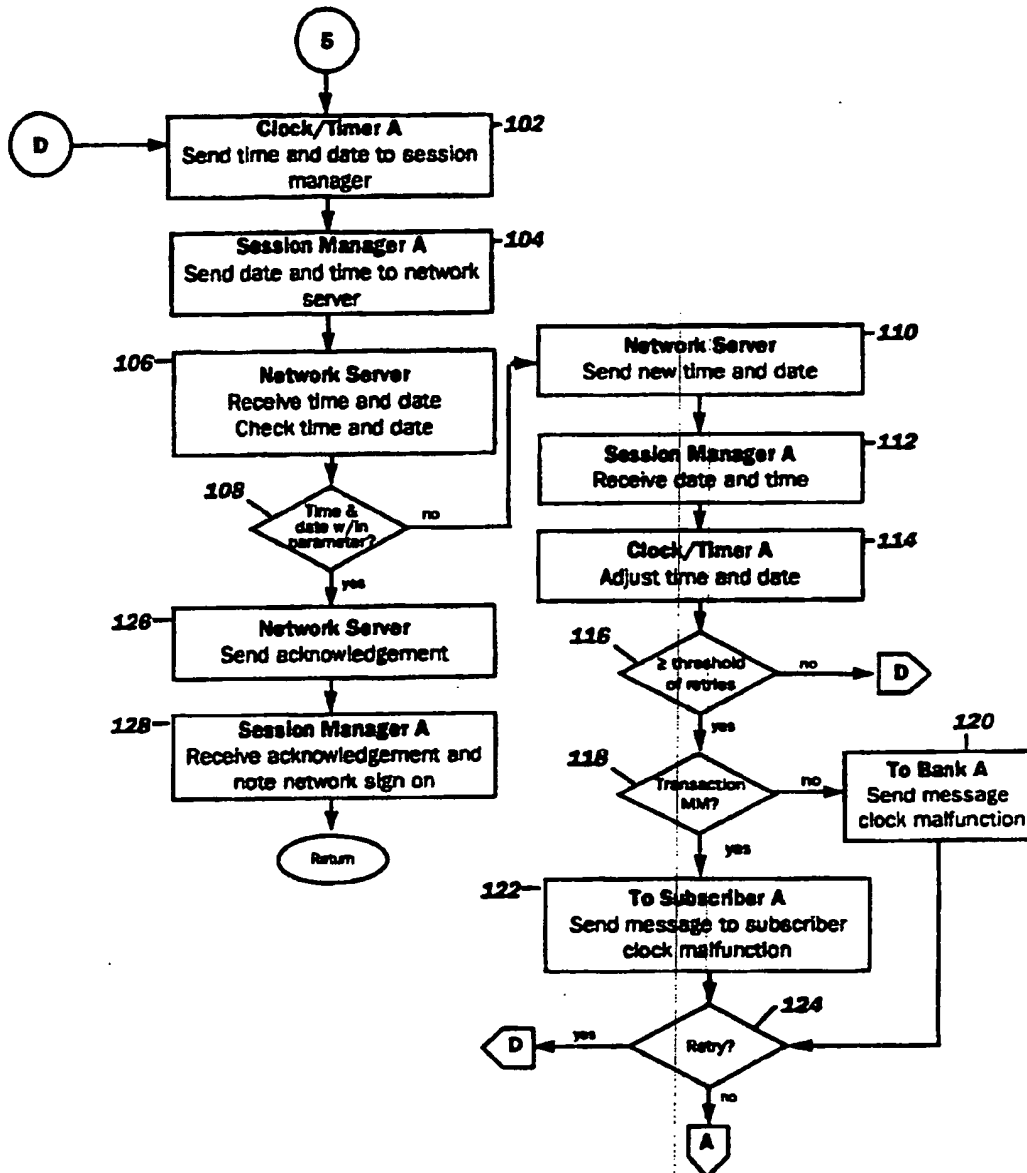 5
D
Clock/Timer A
Send time and date to session
manager
102
Session Manager A
Send date and time to network
server
104
106
Network Server
Receive time and date
Check time and date
108
Time &
date w/in
parameter?
no
yes
126
Network Server
Send acknowledgement
128
Session Manager A
Receive acknowledgement and
note network sign on
Return
110
Network Server
Send new time and date
112
Session Manager A
Receive date and time
114
Clock/Timer A
Adjust time and date
116
≥ threshold
of retries
no
D
yes
118
Transaction
MM?
no
120
To Bank A
Send message
clock malfunction
yes
122
To Subscriber A
Send message to subscriber
clock malfunction
124
Retry?
yes
D
no
A